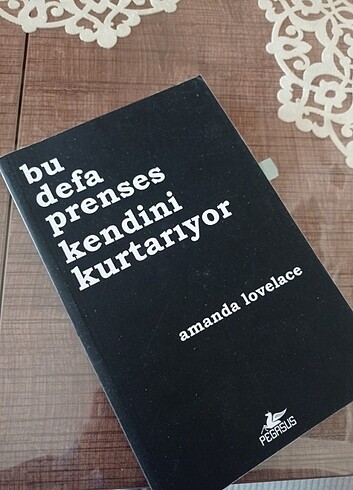 bu
defa
prenses
kendini
kurtarıyor
amanda lovelace
PEGASUS